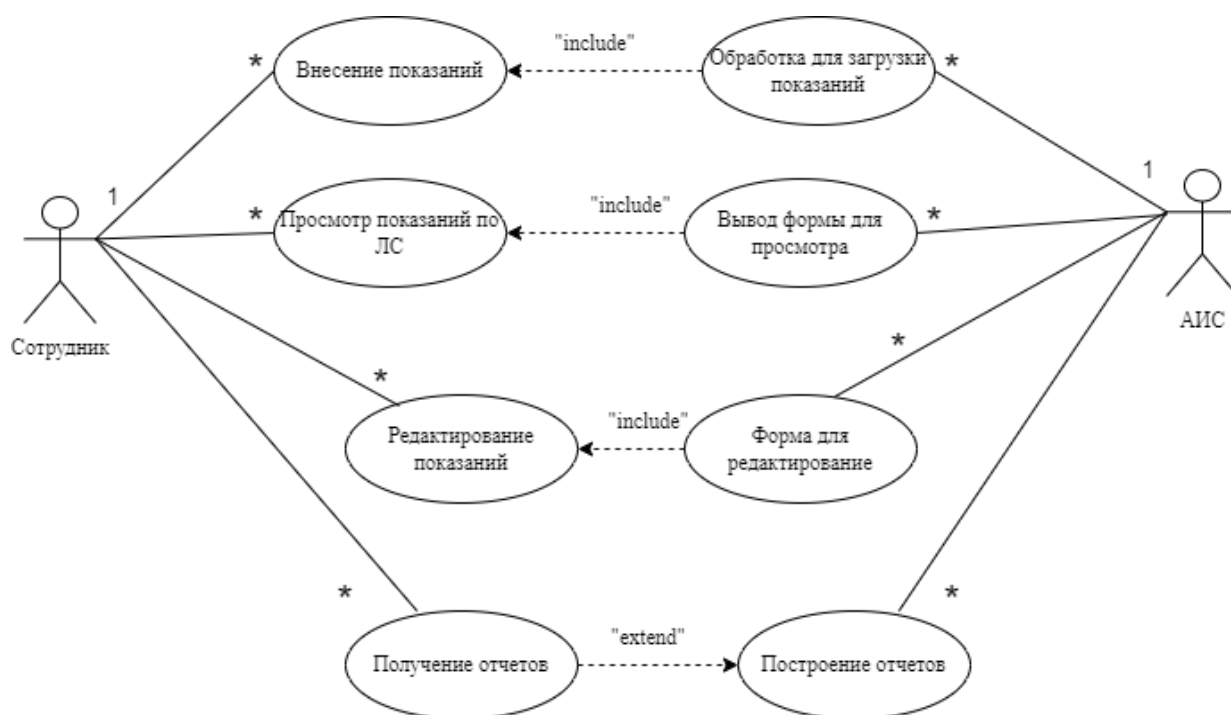 *
Внесение показаний
"include"
Обработка для загрузки
показаний
*
1
1
*
Просмотр показаний по
ЛС
"include"
Вывод формы для
просмотра
*
Сотрудник
АИС
*
Редактирование
показаний
"include"
Форма для
редактирование
*
*
Получение отчетов
"extend"
Построение отчетов
*